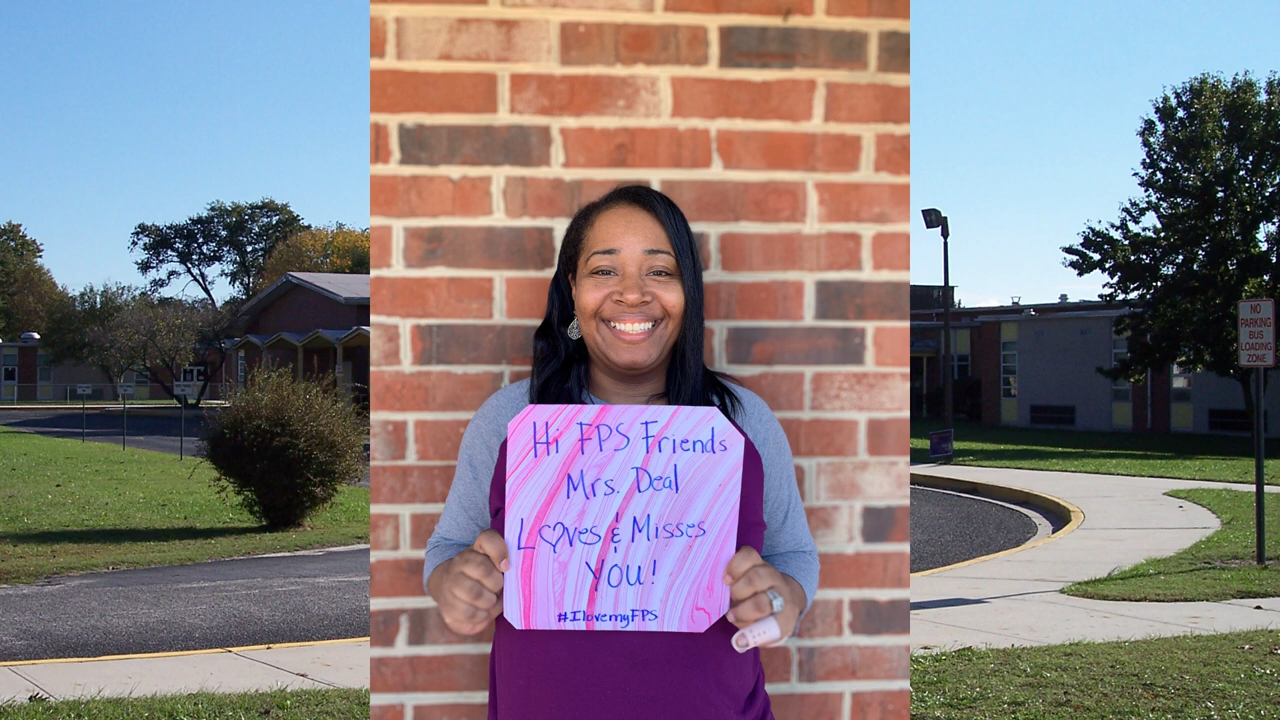 Hi FPS Friends
Mrs. Deal
Loves & Misses
You!
#IlovemyFPS
NO
PARKING
BUS
LOADING
ZONE